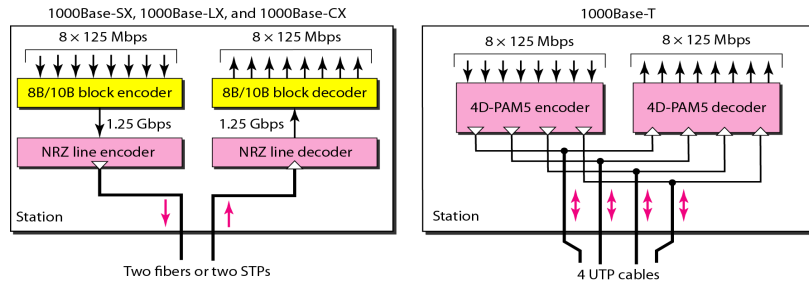 1000Base-SX, 1000Base-LX, and 1000Base-CX
8 × 125 Mbps
8 × 125 Mbps
8B/10B block encoder
8B/10B block decoder
1.25 Gbps
1.25 Gbps
NRZ line encoder
NRZ line decoder
Station
Two fibers or two STPs
1000Base-T
8 × 125 Mbps
8 × 125 Mbps
4D-PAM5 encoder
4D-PAM5 decoder
Station
4 UTP cables